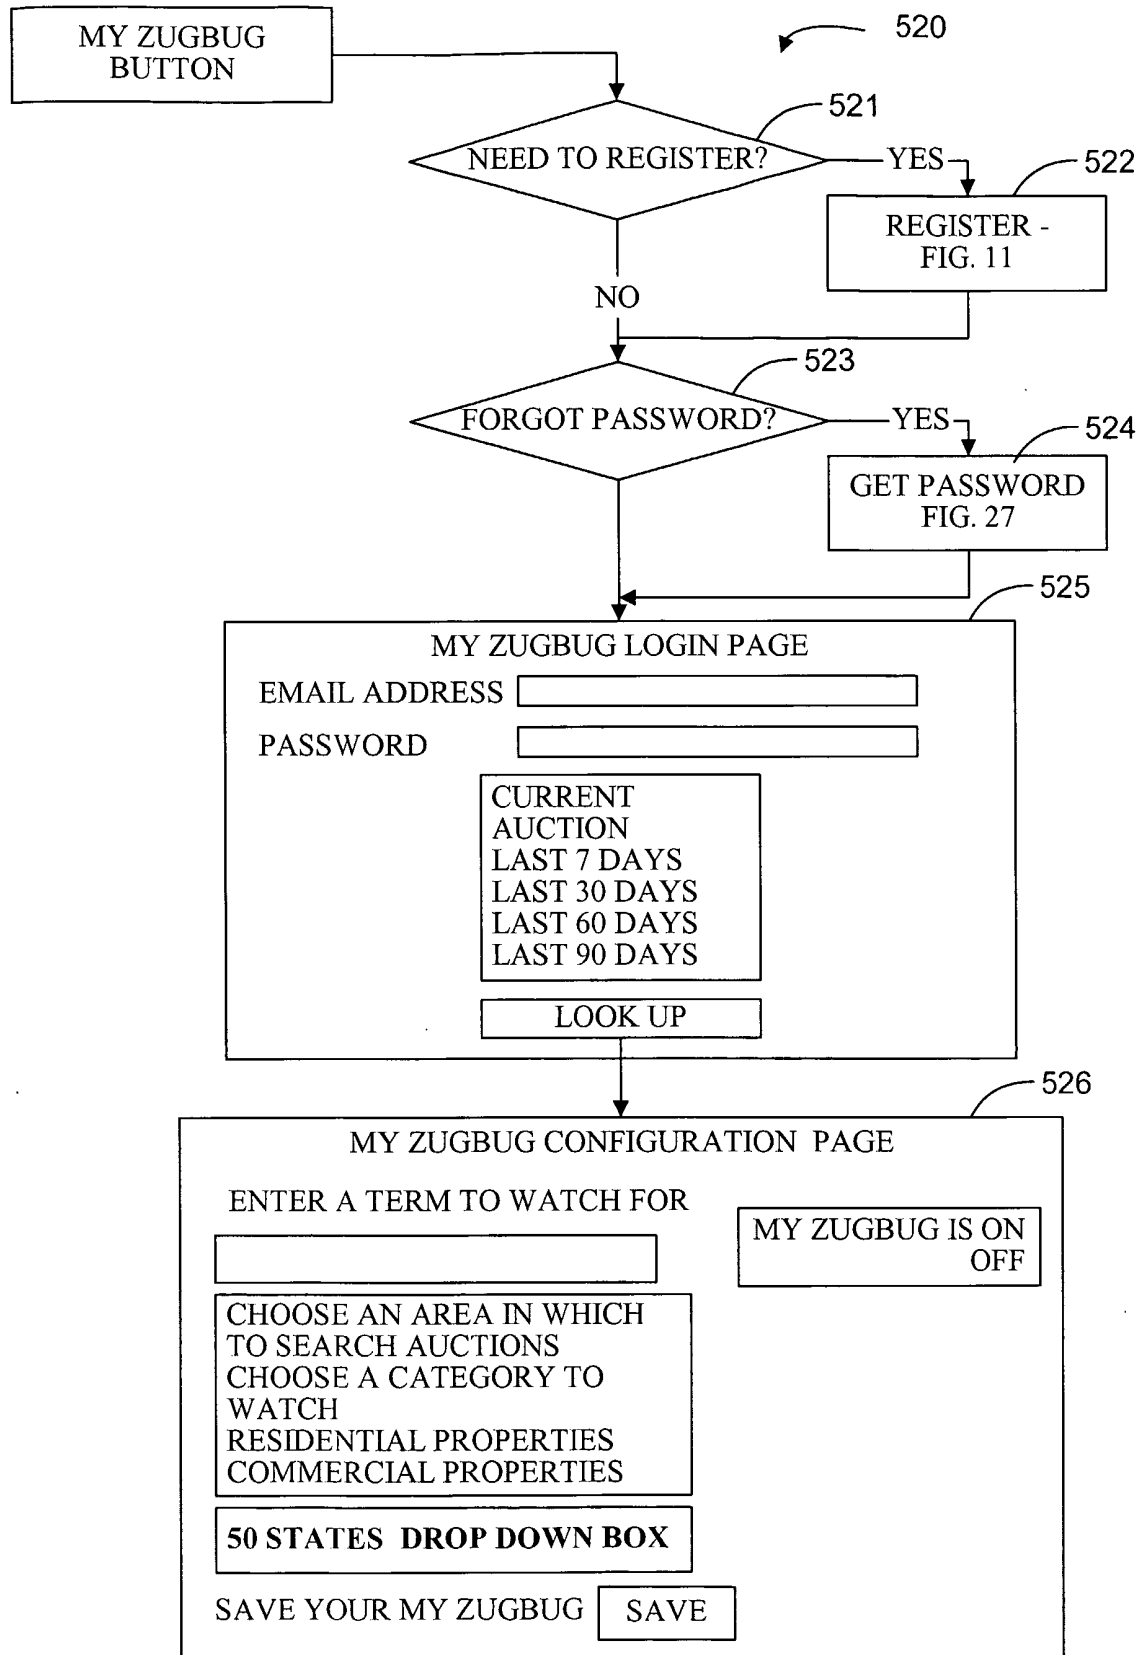 MY ZUGBUG
BUTTON
520
521
NEED TO REGISTER?
YES
522
REGISTER -
FIG. 11
NO
523
FORGOT PASSWORD?
YES
524
GET PASSWORD
FIG. 27
525
MY ZUGBUG LOGIN PAGE
EMAIL ADDRESS
PASSWORD
CURRENT
AUCTION
LAST 7 DAYS
LAST 30 DAYS
LAST 60 DAYS
LAST 90 DAYS
LOOK UP
526
MY ZUGBUG CONFIGURATION PAGE
ENTER A TERM TO WATCH FOR
MY ZUGBUG IS ON
OFF
CHOOSE AN AREA IN WHICH
TO SEARCH AUCTIONS
CHOOSE A CATEGORY TO
WATCH
RESIDENTIAL PROPERTIES
COMMERCIAL PROPERTIES
50 STATES DROP DOWN BOX
SAVE YOUR MY ZUGBUG
SAVE